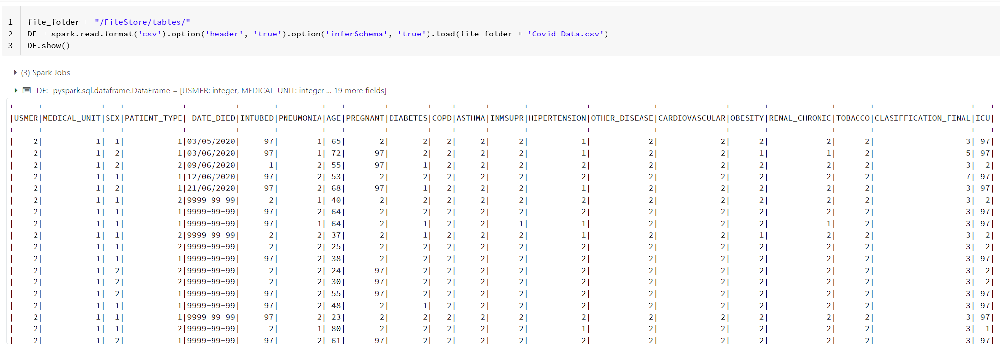 1 file_folder = "/FileStore/tables/"
2 DF = spark.read.format('csv').option('header', 'true').option('inferSchema', 'true').load(file_folder + 'Covid_Data.csv')
3 DF.show()
(3) Spark Jobs
DF: pyspark.sql.dataframe.DataFrame = [USMER: integer, MEDICAL_UNIT: integer ... 19 more fields]
+-----+------------+---+------------+----------+-------+---------+---+--------+--------+----+------+-------+------------+-------------+--------------+-------+-------------+-------+--------------------+---+
|USMER|MEDICAL_UNIT|SEX|PATIENT_TYPE| DATE_DIED|INTUBED|PNEUMONIA|AGE|PREGNANT|DIABETES|COPD|ASTHMA|INMSUPR|HIPERTENSION|OTHER_DISEASE|CARDIOVASCULAR|OBESITY|RENAL_CHRONIC|TOBACCO|CLASIFFICATION_FINAL|ICU|
+-----+------------+---+------------+----------+-------+---------+---+--------+--------+----+------+-------+------------+-------------+--------------+-------+-------------+-------+--------------------+---+
| 2| 1| 1| 1|03/05/2020| 97| 1| 65| 2| 2| 2| 2| 2| 1| 2| 2| 2| 2| 2| 3| 97|
| 2| 1| 2| 1|03/06/2020| 97| 1| 72| 97| 2| 2| 2| 2| 1| 2| 2| 1| 1| 2| 5| 97|
| 2| 1| 2| 2|09/06/2020| 1| 2| 55| 97| 1| 2| 2| 2| 2| 2| 2| 2| 2| 2| 3| 2|
| 2| 1| 1| 1|12/06/2020| 97| 2| 53| 2| 2| 2| 2| 2| 2| 2| 2| 2| 2| 2| 7| 97|
| 2| 1| 2| 1|21/06/2020| 97| 2| 68| 97| 1| 2| 2| 2| 1| 2| 2| 2| 2| 2| 3| 97|
| 2| 1| 1| 2|9999-99-99| 2| 1| 40| 2| 2| 2| 2| 2| 2| 2| 2| 2| 2| 2| 3| 2|
| 2| 1| 1| 1|9999-99-99| 97| 2| 64| 2| 2| 2| 2| 2| 2| 2| 2| 2| 2| 2| 3| 97|
| 2| 1| 1| 1|9999-99-99| 97| 1| 64| 2| 1| 2| 2| 1| 1| 2| 2| 2| 1| 2| 3| 97|
| 2| 1| 1| 2|9999-99-99| 2| 2| 37| 2| 1| 2| 2| 2| 1| 2| 2| 1| 2| 2| 3| 2|
| 2| 1| 1| 2|9999-99-99| 2| 2| 25| 2| 2| 2| 2| 2| 2| 2| 2| 2| 2| 2| 3| 2|
| 2| 1| 1| 1|9999-99-99| 97| 2| 38| 2| 2| 2| 2| 2| 2| 2| 2| 2| 2| 2| 3| 97|
| 2| 1| 2| 2|9999-99-99| 2| 2| 24| 97| 2| 2| 2| 2| 2| 2| 2| 2| 2| 2| 3| 2|
| 2| 1| 2| 2|9999-99-99| 2| 2| 30| 97| 2| 2| 2| 2| 2| 2| 2| 2| 2| 2| 3| 2|
| 2| 1| 2| 1|9999-99-99| 97| 2| 55| 97| 2| 2| 2| 2| 2| 2| 2| 2| 2| 2| 3| 97|
| 2| 1| 1| 1|9999-99-99| 97| 2| 48| 2| 1| 2| 2| 2| 2| 2| 2| 2| 2| 2| 3| 97|
| 2| 1| 1| 1|9999-99-99| 97| 2| 23| 2| 2| 2| 2| 2| 2| 2| 2| 2| 2| 2| 3| 97|
| 2| 1| 1| 2|9999-99-99| 2| 1| 80| 2| 2| 2| 2| 2| 1| 2| 2| 2| 2| 2| 3| 1|
| 2| 1| 2| 1|9999-99-99| 97| 2| 61| 97| 2| 2| 2| 2| 2| 2| 2| 2| 2| 2| 3| 97|